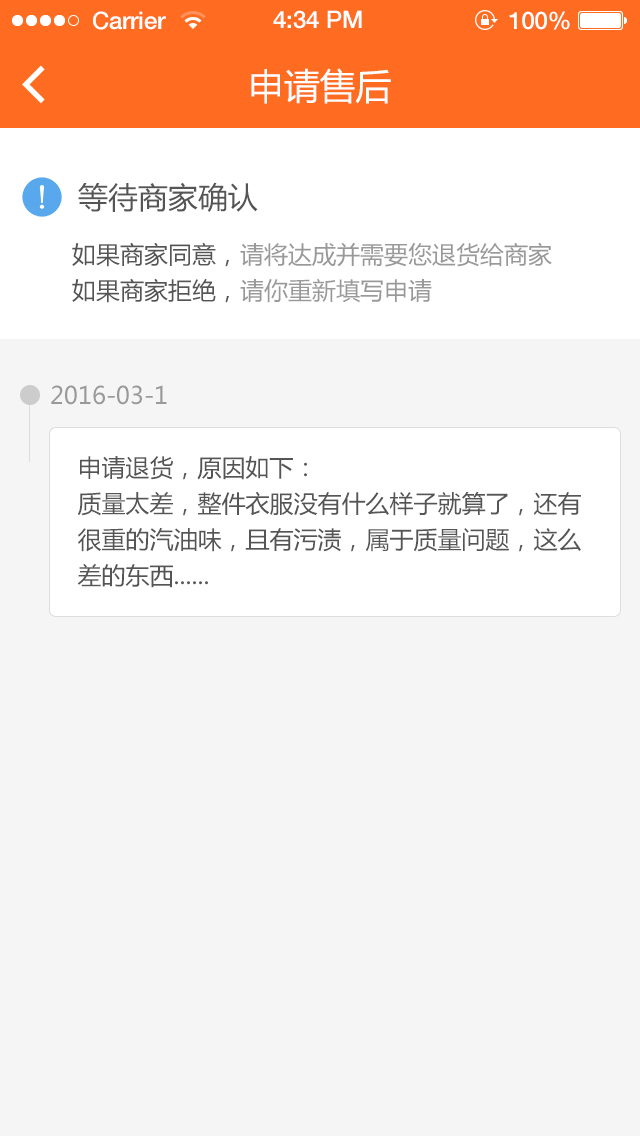 Carrier 4:34 PM 100%
申请售后
! 等待商家确认
如果商家同意，请将达成并需要您退货给商家
如果商家拒绝，请你重新填写申请
2016-03-1
申请退货，原因如下：
质量太差，整件衣服没有什么样子就算了，还有
很重的汽油味，且有污渍，属于质量问题，这么
差的东西......